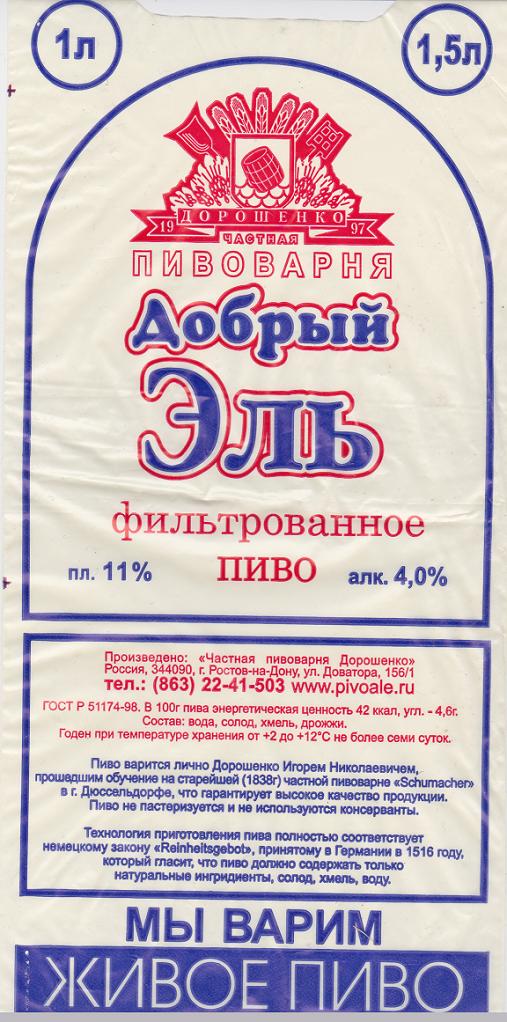 1л
1,5л
19 ДОРОШЕНКО 97
ЧАСТНАЯ
ПИВОВАРНЯ
Добрый
Эль
фильтрованное
пиво
пл. 11%
алк. 4,0%
Произведено: «Частная пивоварня Дорошенко»
Россия, 344090, г. Ростов-на-Дону, ул. Доватора, 156/1
тел.: (863) 22-41-503 www.pivoale.ru
ГОСТ Р 51174-98. В 100г пива энергетическая ценность 42 ккал, угл. - 4,6г.
Состав: вода, солод, хмель, дрожжи.
Годен при температуре хранения от +2 до +12°С не более семи суток.
Пиво варится лично Дорошенко Игорем Николаевичем,
прошедшим обучение на старейшей (1838г) частной пивоварне «Schumacher»
в г. Дюссельдорфе, что гарантирует высокое качество продукции.
Пиво не пастеризуется и не используются консерванты.
Технология приготовления пива полностью соответствует
немецкому закону «Reinheitsgebot», принятому в Германии в 1516 году,
который гласит, что пиво должно содержать только
натуральные ингридиенты, солод, хмель, воду.
МЫ ВАРИМ
ЖИВОЕ ПИВО